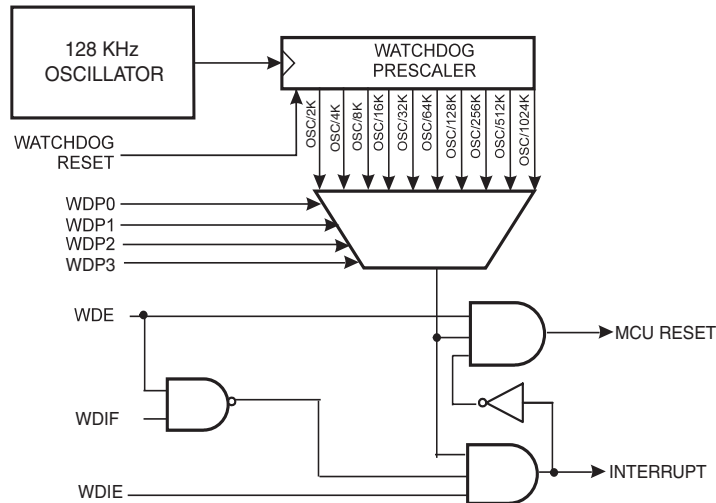 128 KHz
OSCILLATOR
WATCHDOG
PRESCALER
OSC/2K
OSC/4K
OSC/8K
OSC/16K
OSC/32K
OSC/64K
OSC/128K
OSC/256K
OSC/512K
OSC/1024K
WATCHDOG
RESET
WDP0
WDP1
WDP2
WDP3
WDE
MCU RESET
WDIF
INTERRUPT
WDIE